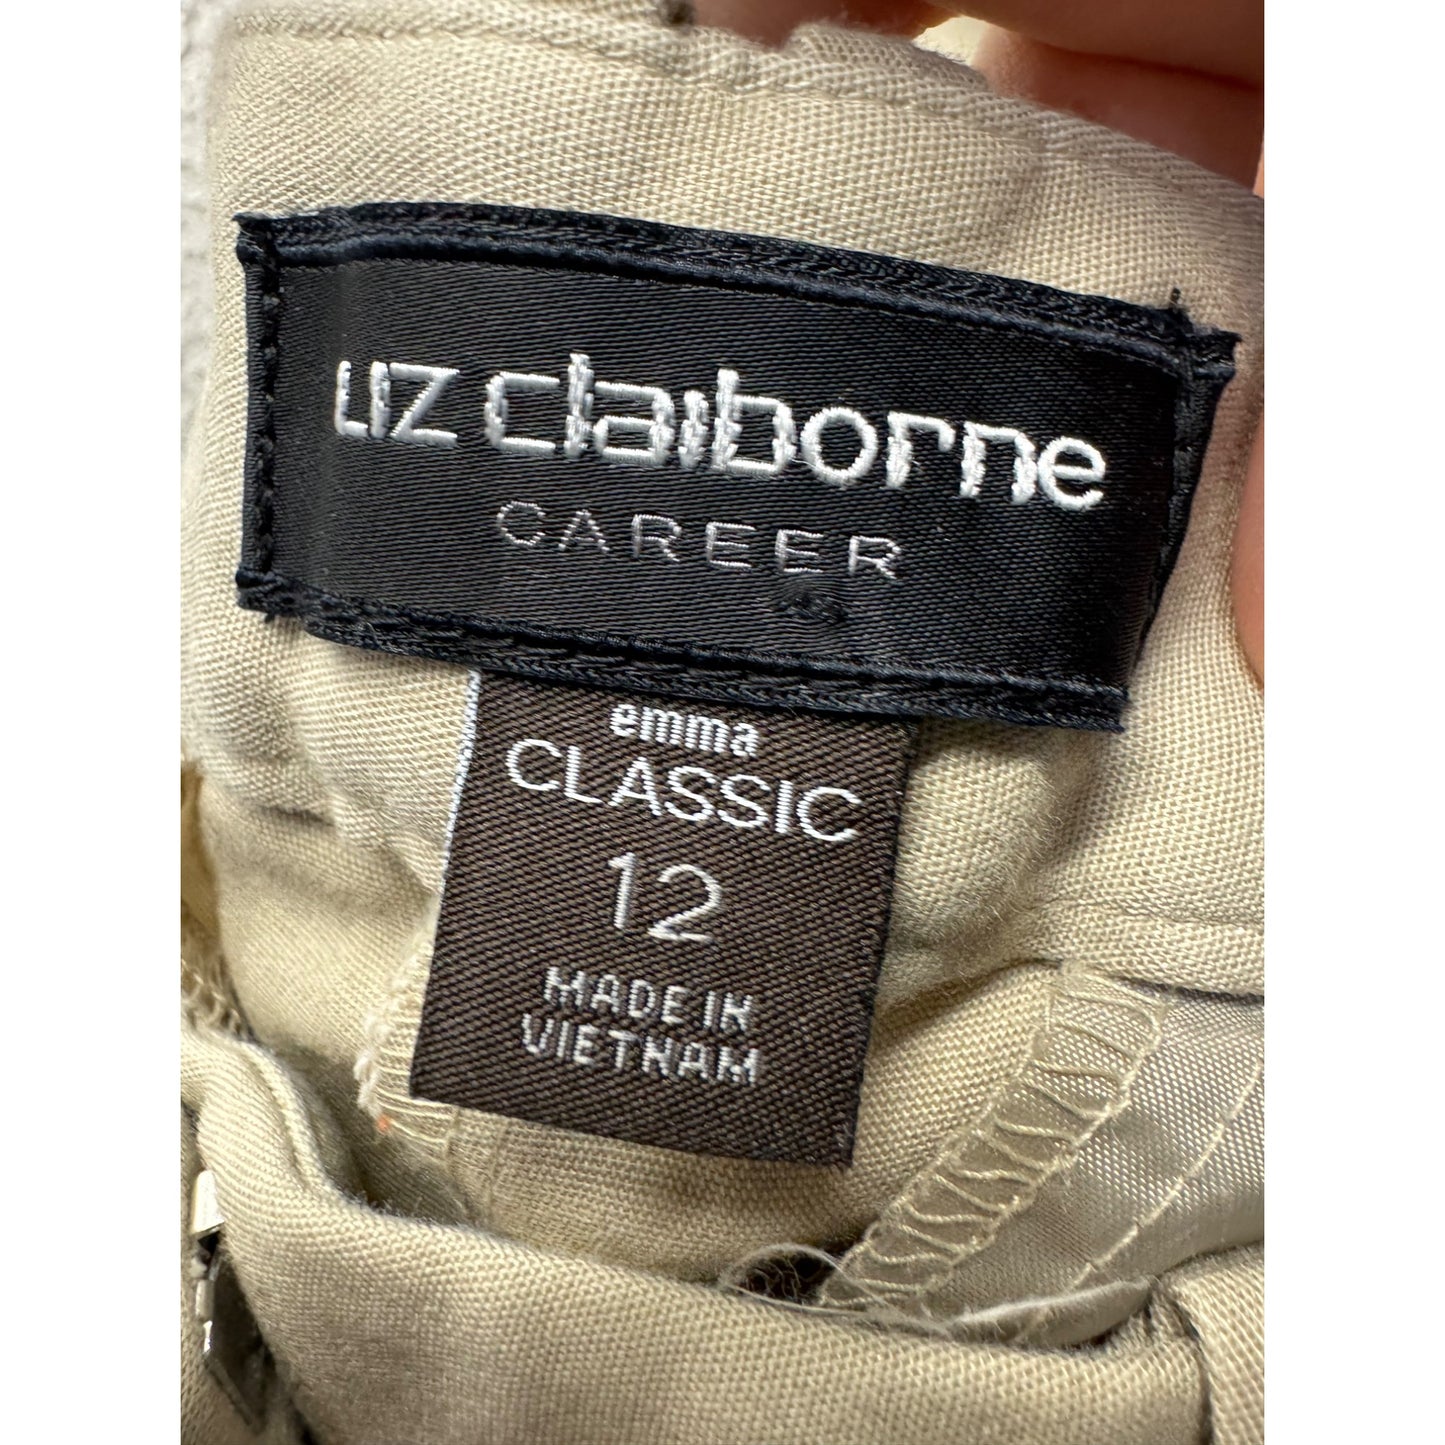 LIZ claiborne
CAREER
emma
CLASSIC
12
MADE IN
VIETNAM